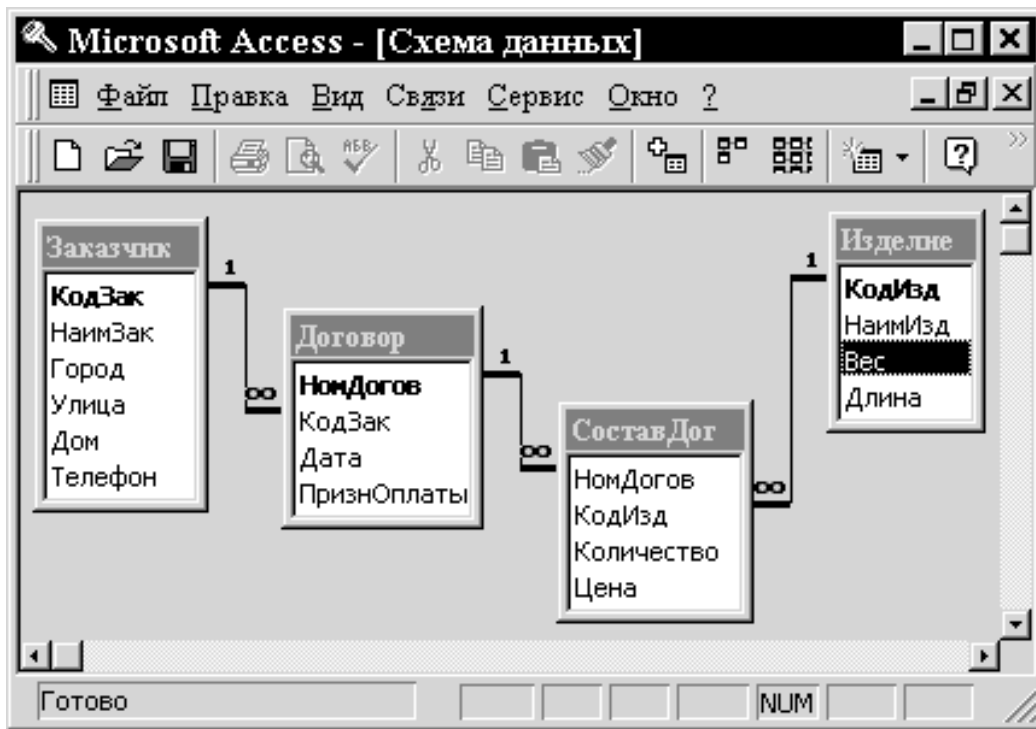 Microsoft Access - [Схема данных]
Файл Правка Вид Связи Сервис Окно ?
Заказчик
КодЗак
НаимЗак
Город
Улица
Дом
Телефон
1
∞
Договор
НомДогов
КодЗак
Дата
ПризнОплаты
1
∞
СоставДог
НомДогов
КодИзд
Количество
Цена
∞
1
Изделие
КодИзд
НаимИзд
Вес
Длина
Готово
NUM